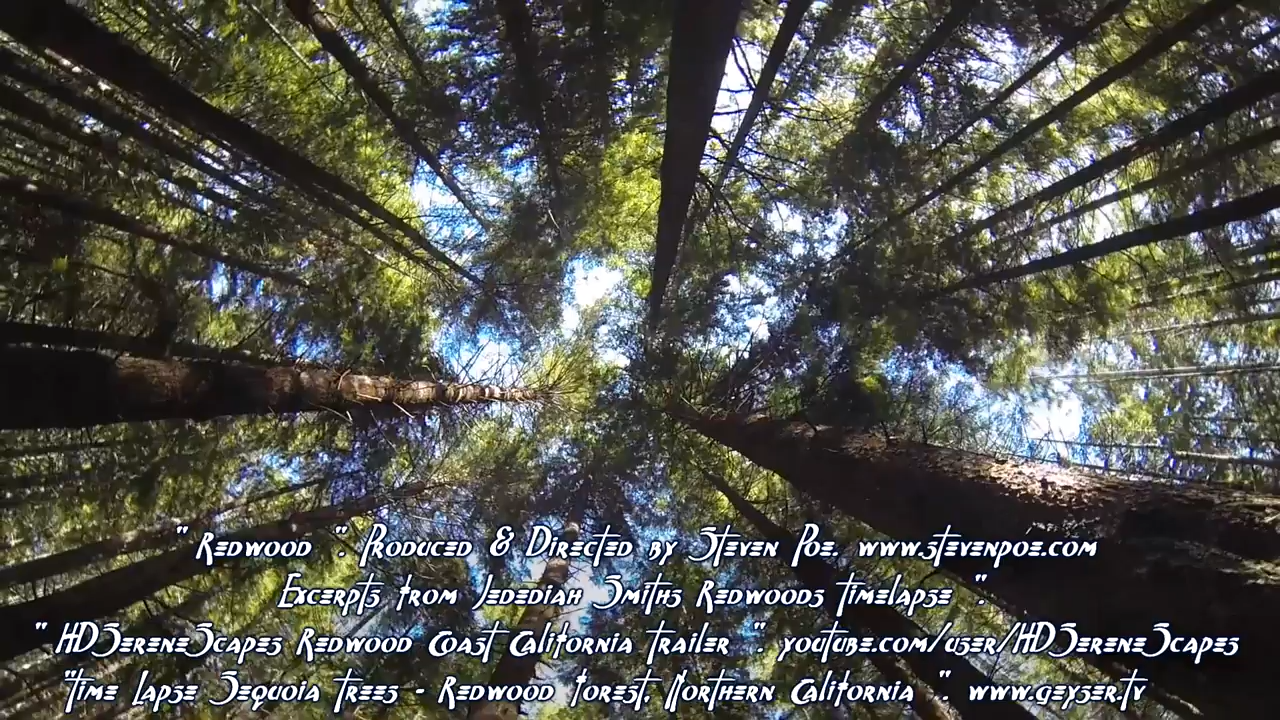 " Redwood ". Produced & Directed by Steven Poe. www.stevenpoe.com
Excerpts from Jedediah Smiths Redwoods timelapse ".
" HDSereneScapes Redwood Coast California trailer ". youtube.com/user/HDSereneScapes
"Time Lapse Sequoia trees - Redwood Forest, Northern California ". www.geyser.tv